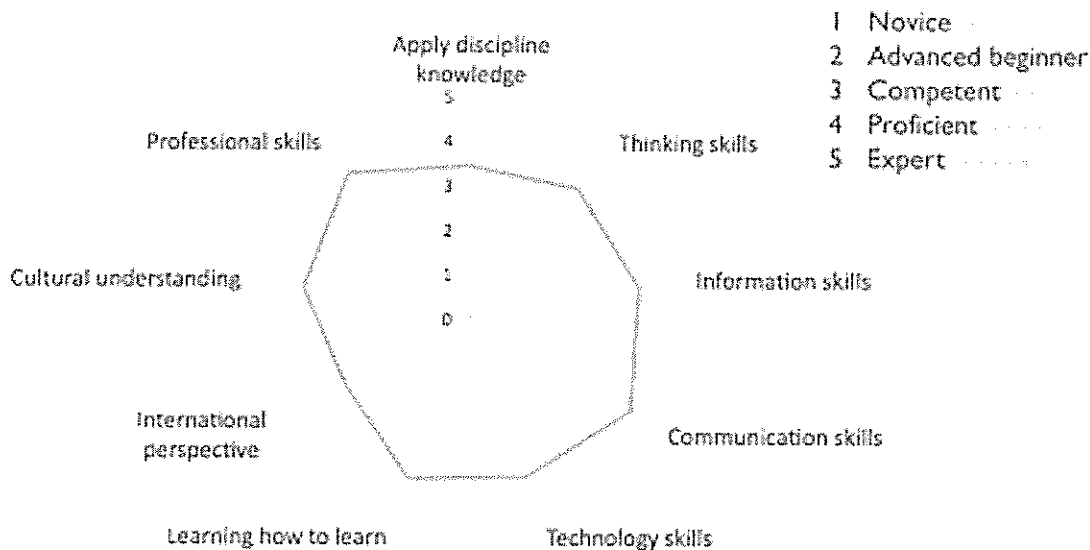 Apply discipline
knowledge
5
4
3
2
1
0
Thinking skills
Information skills
Communication skills
Technology skills
Learning how to learn
International
perspective
Cultural understanding
Professional skills
1 Novice
2 Advanced beginner
3 Competent
4 Proficient
5 Expert